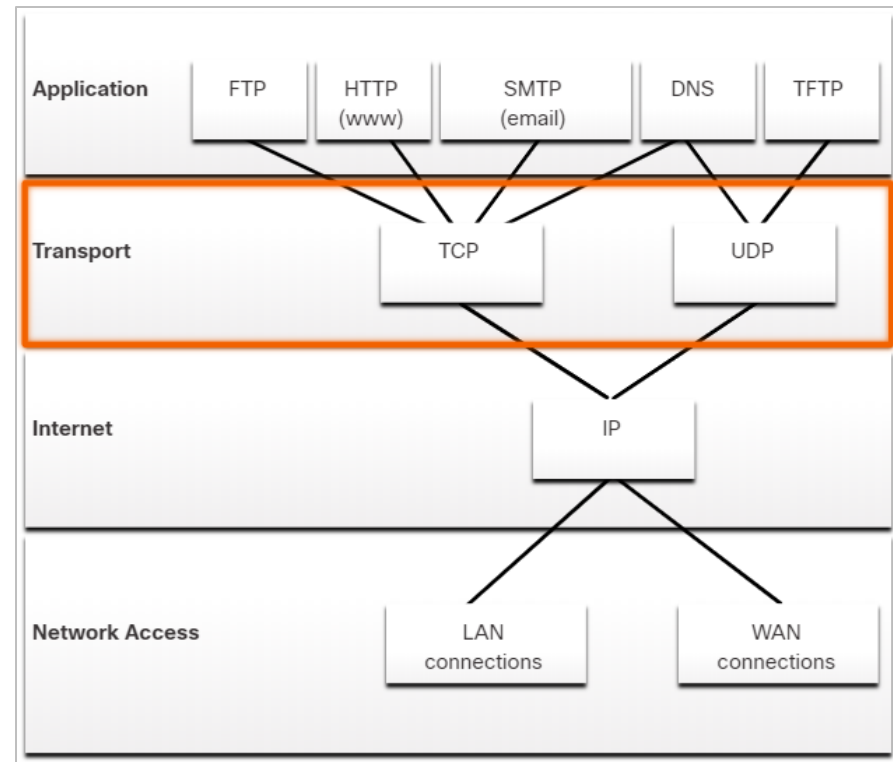 Application
FTP
HTTP
(www)
SMTP
(email)
DNS
TFTP
Transport
TCP
UDP
Internet
IP
Network Access
LAN
connections
WAN
connections